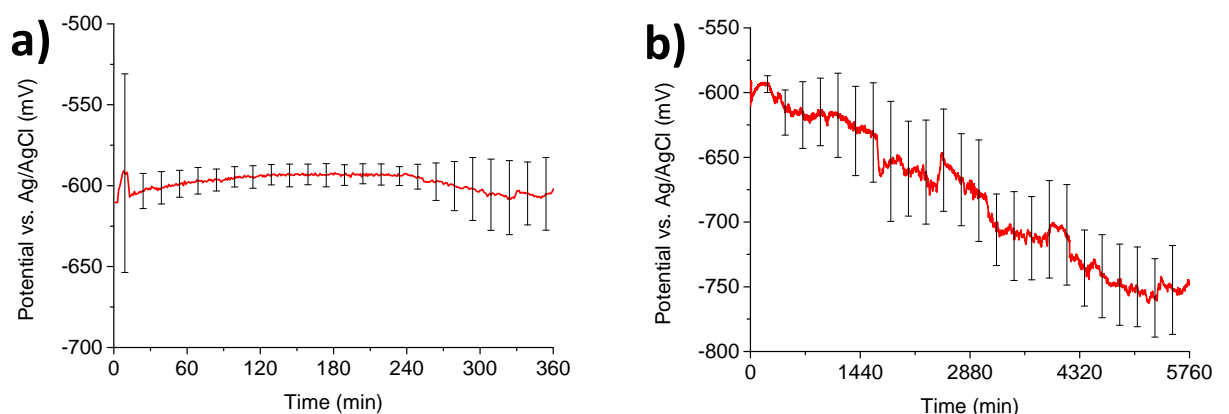 a)
Potential vs. Ag/AgCl (mV)
-500
-550
-600
-650
-700
0 60 120 180 240 300 360
Time (min)
b)
Potential vs. Ag/AgCl (mV)
-550
-600
-650
-700
-750
-800
0 1440 2880 4320 5760
Time (min)